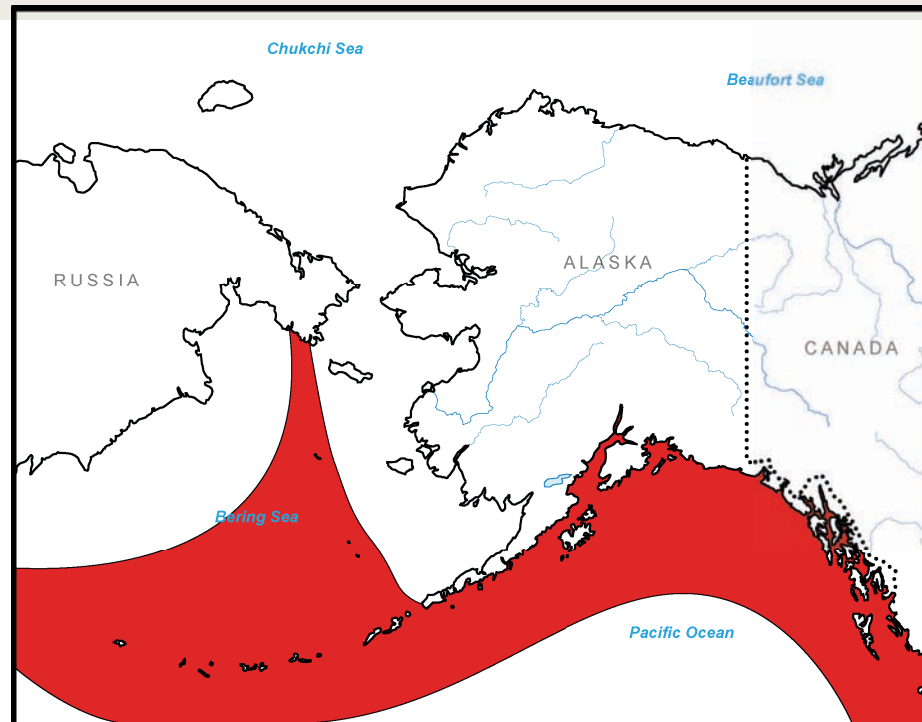 Chukchi Sea
Beaufort Sea
RUSSIA
ALASKA
CANADA
Bering Sea
Pacific Ocean